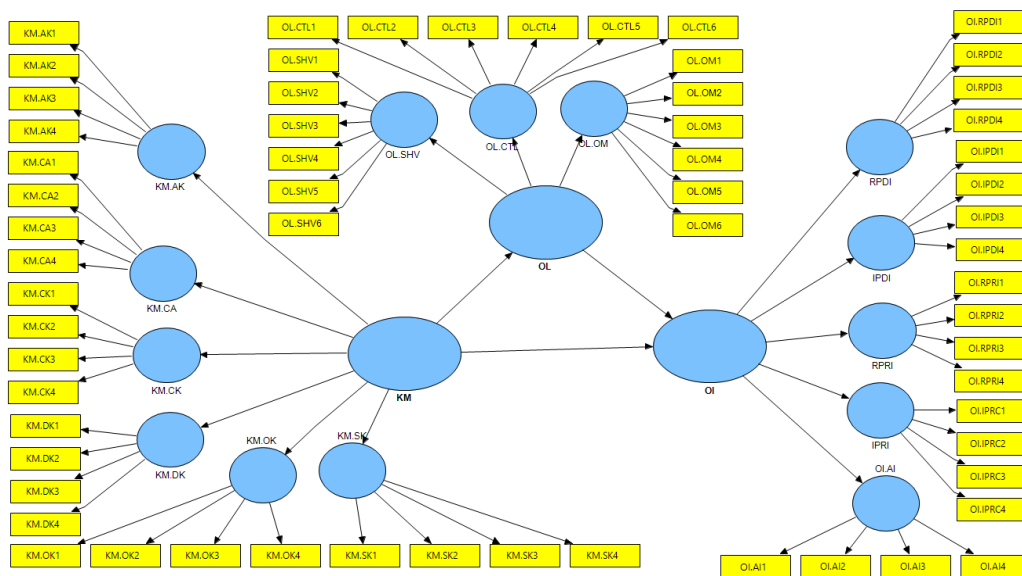 OL.CTL1
OL.CTL2
OL.CTL3
OL.CTL4
OL.CTL5
OL.CTL6
KM.AK1
KM.AK2
KM.AK3
KM.AK4
KM.AK
KM.CA1
KM.CA2
KM.CA3
KM.CA4
KM.CA
KM.CK1
KM.CK2
KM.CK3
KM.CK4
KM.CK
KM.DK1
KM.DK2
KM.DK3
KM.DK4
KM.DK
KM.OK
KM.OK1
KM.OK2
KM.OK3
KM.OK4
KM.SK
KM.SK1
KM.SK2
KM.SK3
KM.SK4
KM
OL.SHV1
OL.SHV2
OL.SHV3
OL.SHV4
OL.SHV5
OL.SHV6
OL.SHV
OL.CTL
OL.OM
OL.OM1
OL.OM2
OL.OM3
OL.OM4
OL.OM5
OL.OM6
OL
OI
RPDI
OI.RPDI1
OI.RPDI2
OI.RPDI3
OI.RPDI4
IPDI
OI.IPDI1
OI.IPDI2
OI.IPDI3
OI.IPDI4
RPRI
OI.RPRI1
OI.RPRI2
OI.RPRI3
OI.RPRI4
IPRI
OI.IPRC1
OI.IPRC2
OI.IPRC3
OI.IPRC4
OI.AI
OI.AI1
OI.AI2
OI.AI3
OI.AI4